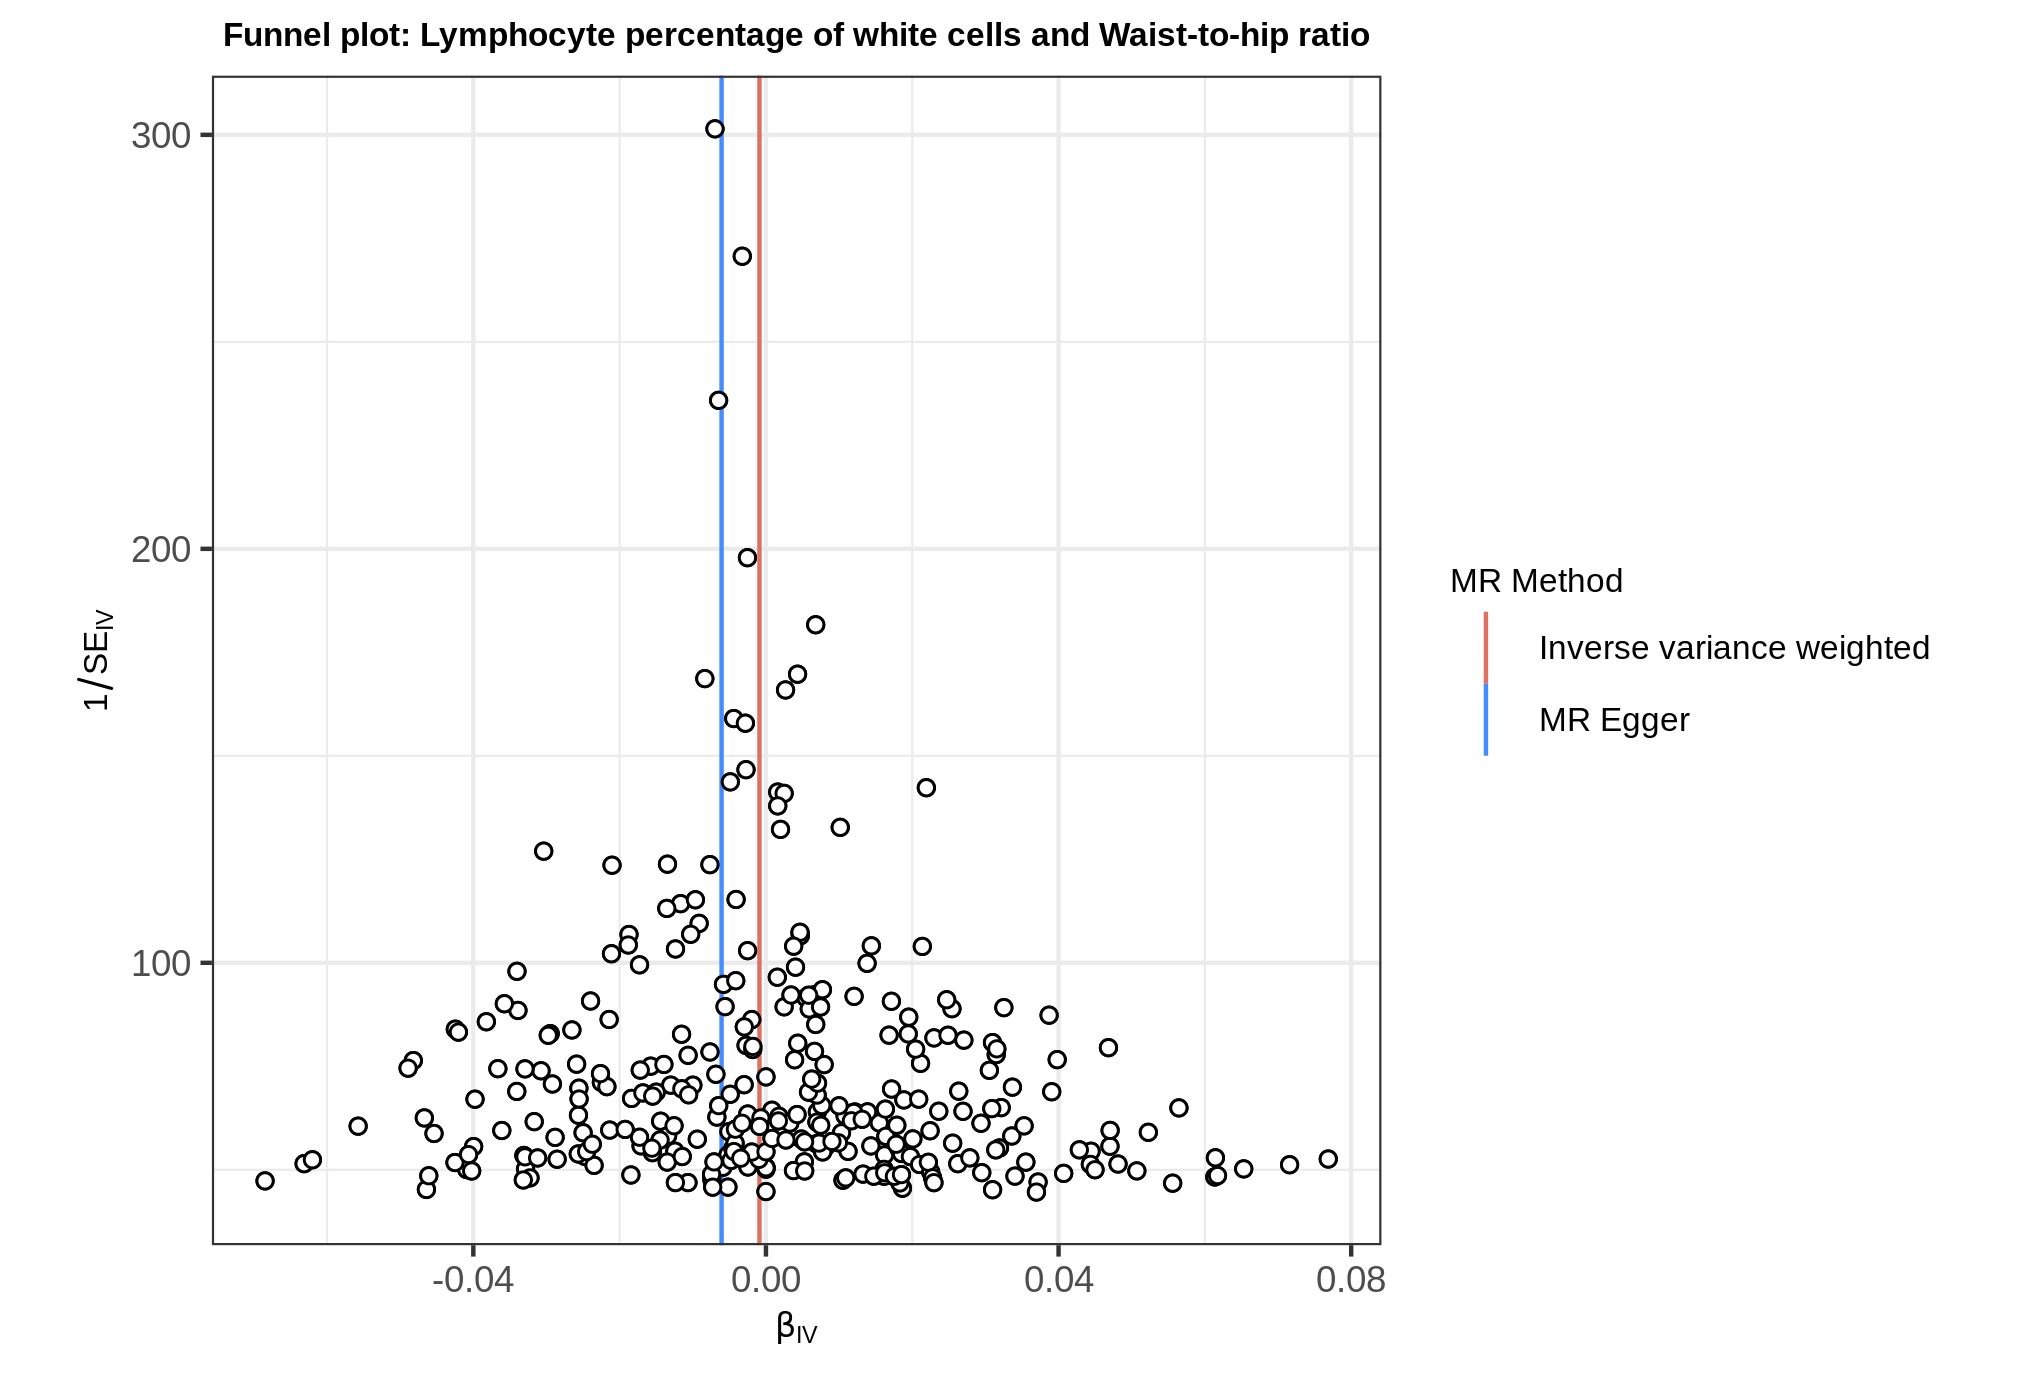 Funnel plot: Lymphocyte percentage of white cells and Waist-to-hip ratio
300
200
100
1/SEIV
-0.04
0.00
0.04
0.08
βIV
MR Method
Inverse variance weighted
MR Egger